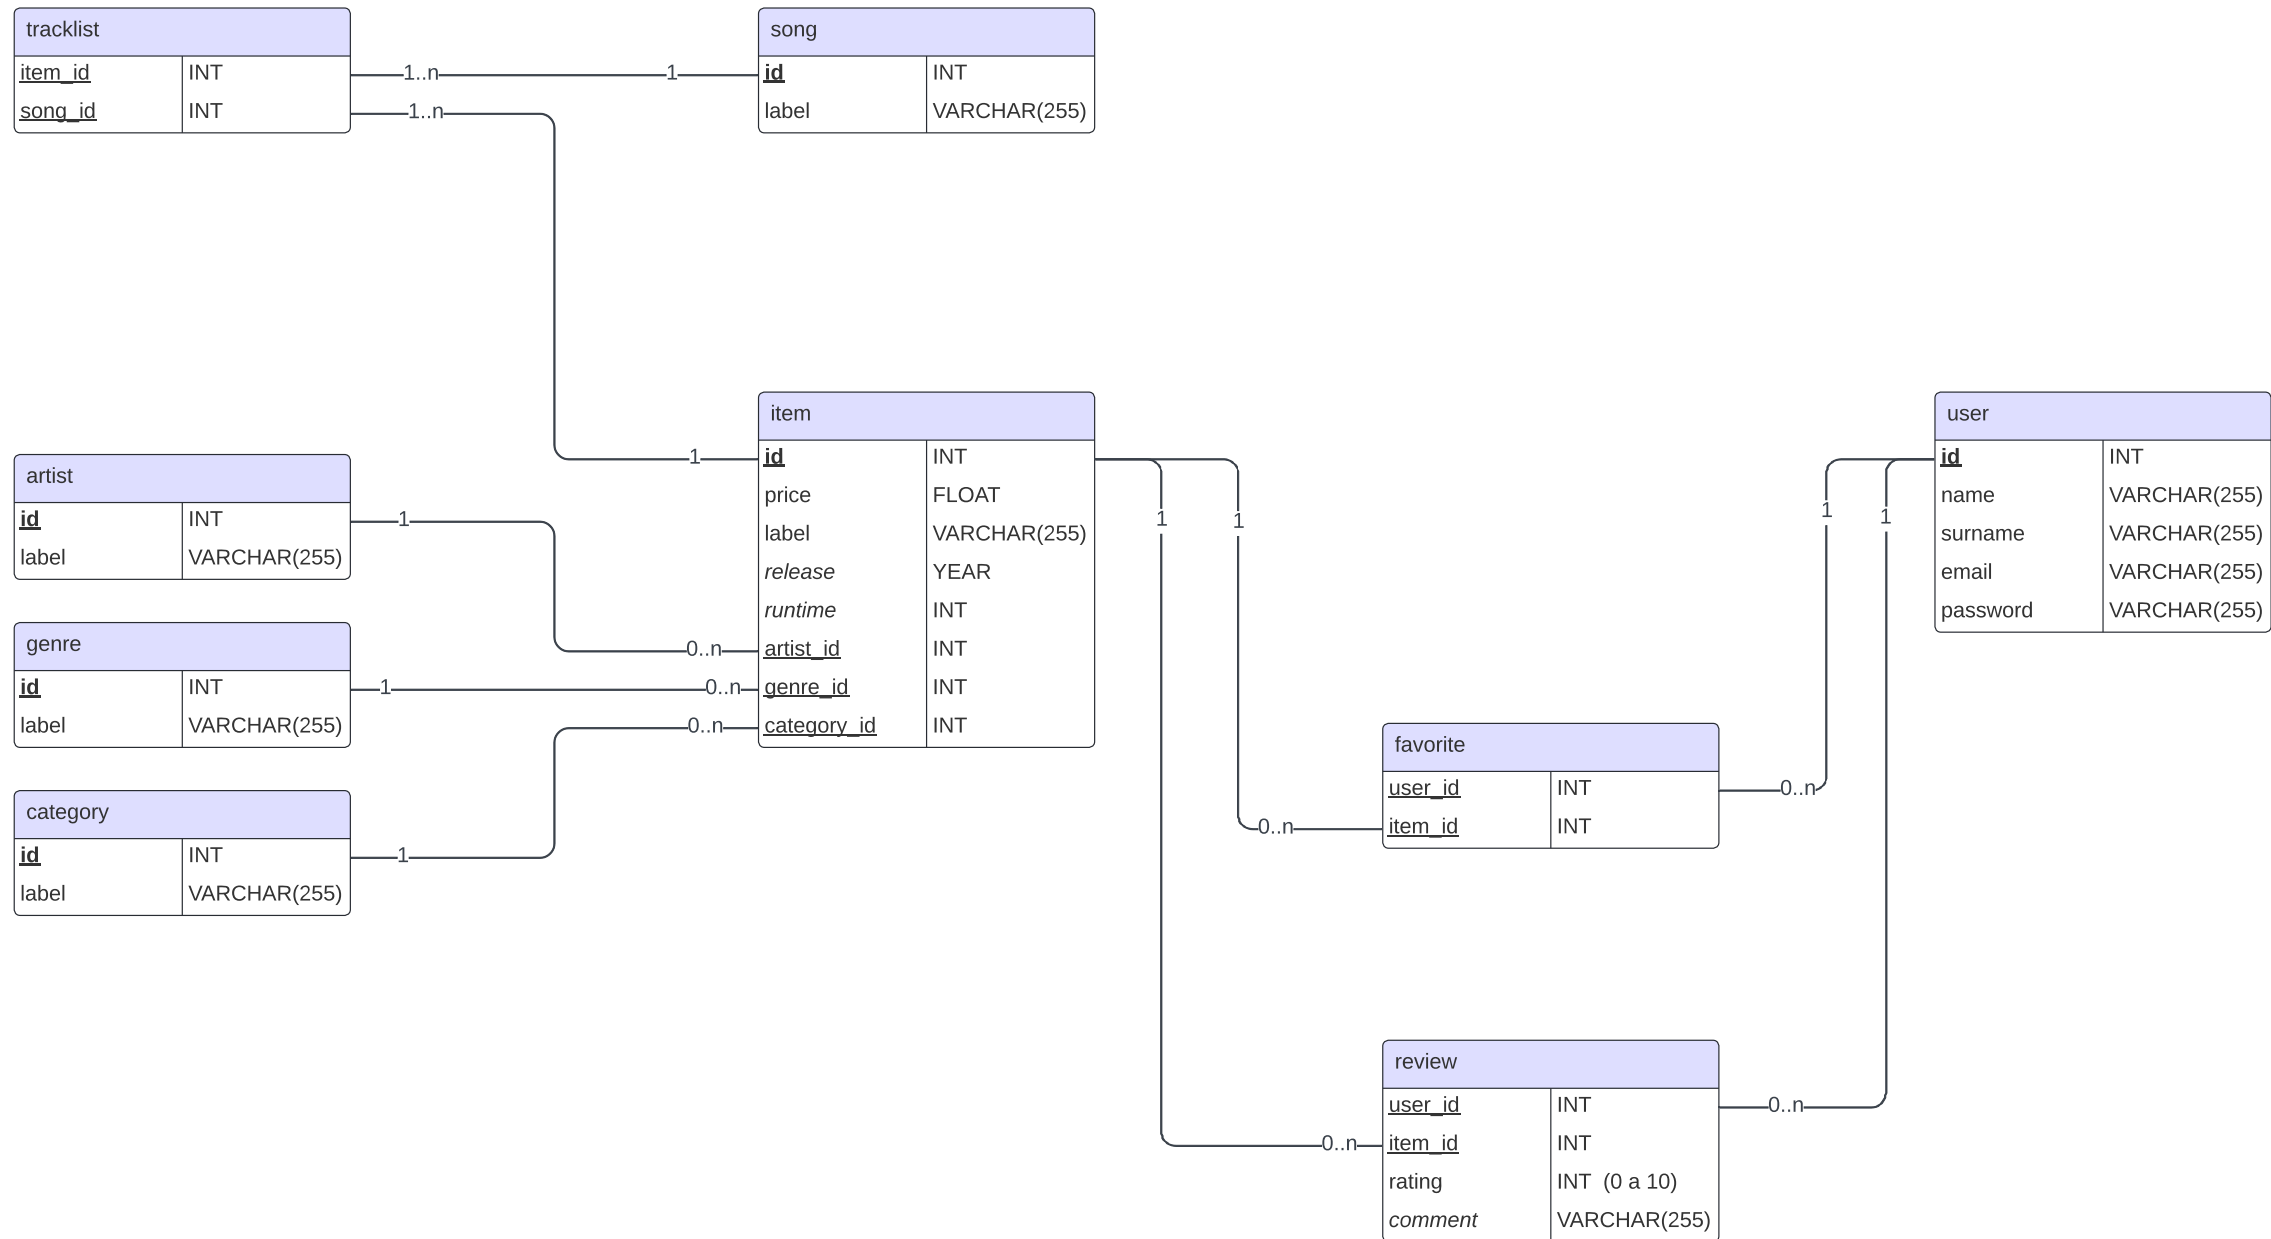 tracklist
item_id INT
song_id INT
1..n
1
1..n
1
song
id INT
label VARCHAR(255)
artist
id INT
label VARCHAR(255)
1
0..n
genre
id INT
label VARCHAR(255)
1
0..n
category
id INT
label VARCHAR(255)
1
0..n
item
id INT
price FLOAT
label VARCHAR(255)
release YEAR
runtime INT
artist_id INT
genre_id INT
category_id INT
1
1
0..n
0..n
user
id INT
name VARCHAR(255)
surname VARCHAR(255)
email VARCHAR(255)
password VARCHAR(255)
1
1
0..n
0..n
favorite
user_id INT
item_id INT
review
user_id INT
item_id INT
rating INT (0 a 10)
comment VARCHAR(255)